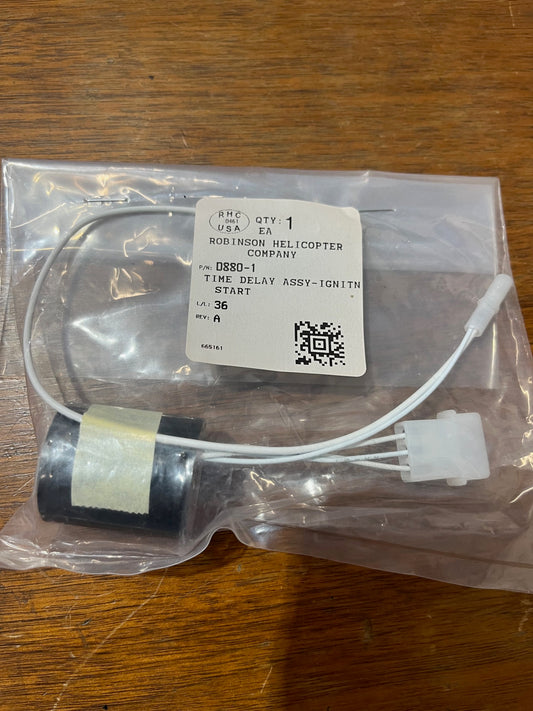 RHC
0461
USA
QTY: 1
EA
ROBINSON HELICOPTER
COMPANY
P/N: D880-1
TIME DELAY ASSY-IGNITN
START
L/L: 36
REV: A
665161